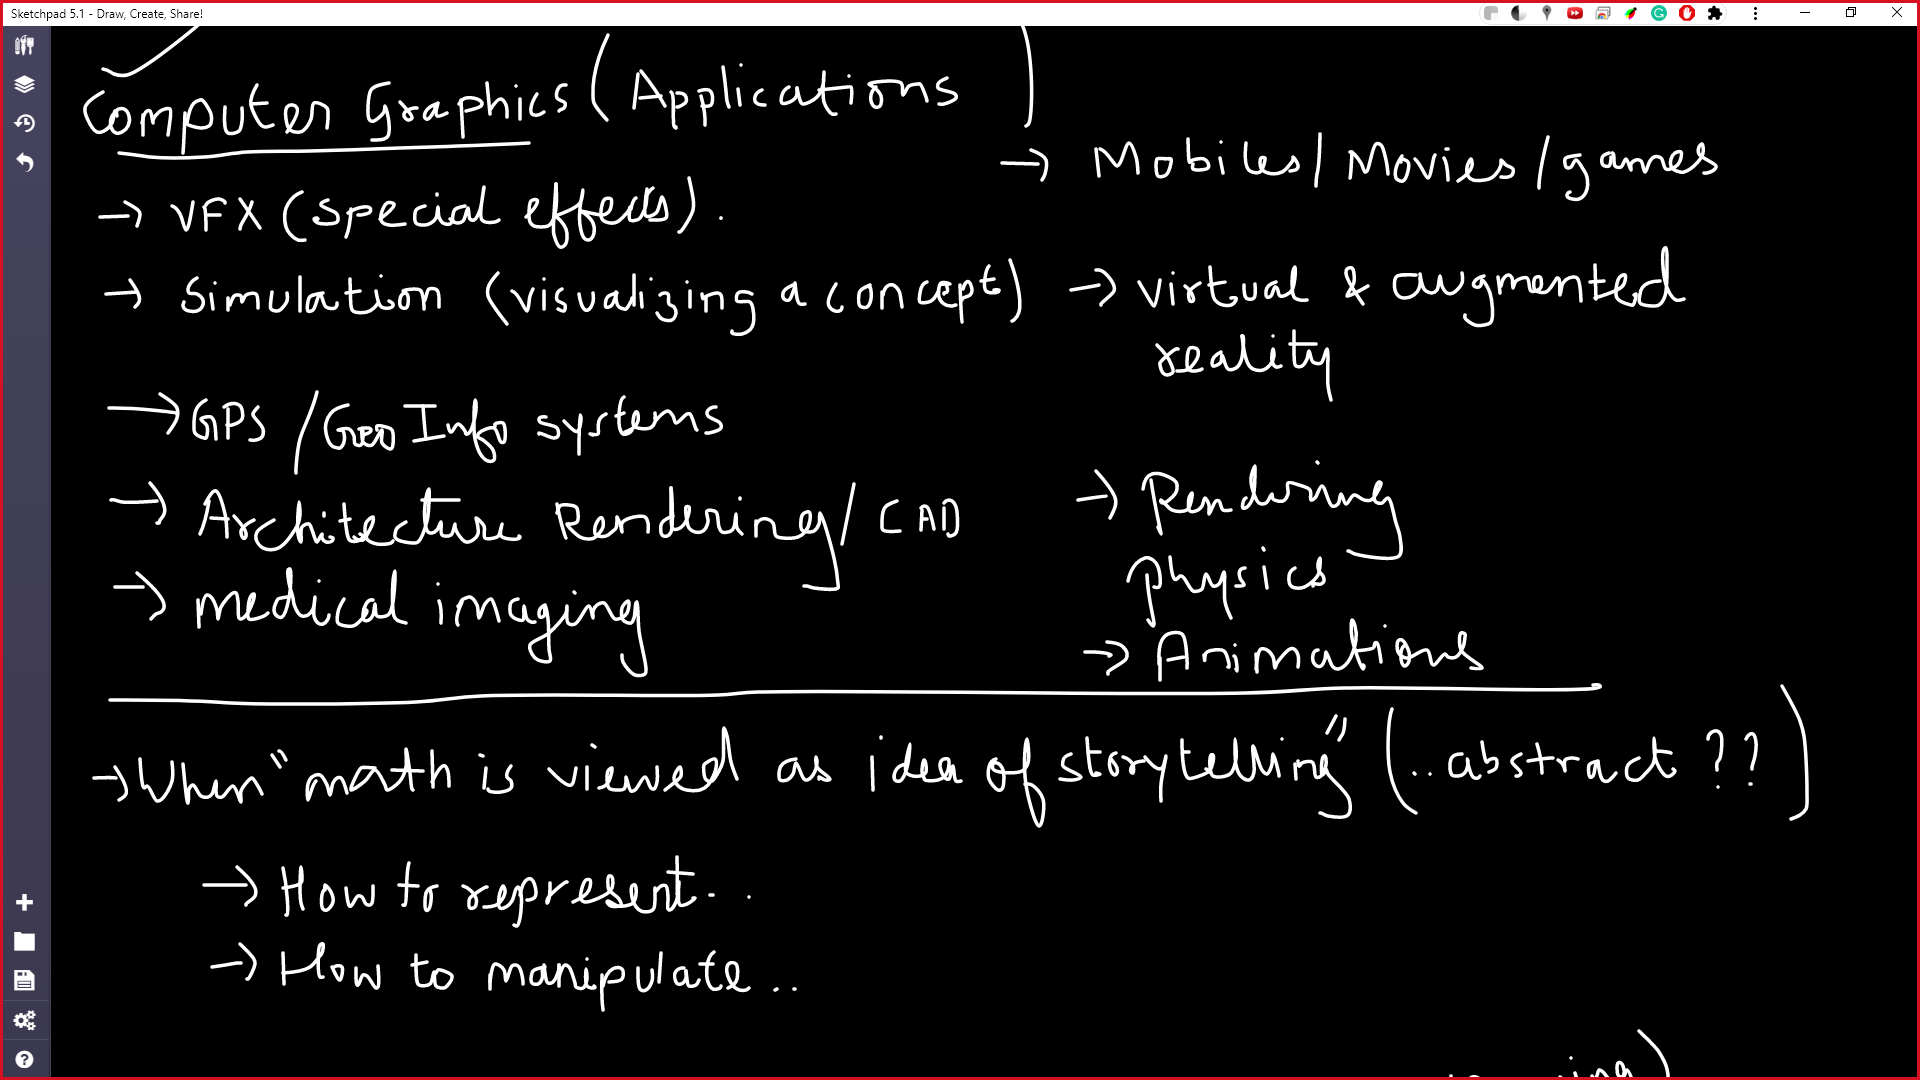 Sketchpad 5.1 - Draw, Create, Share!
Computer Graphics (Applications )
→ VFX (special effects).
→ Simulation (visualizing a concept)
→ GPS / Geo Info systems
→ Architecture Rendering / CAD
→ medical imaging
→ Mobiles / Movies / games
→ virtual & augmented
reality
→ Rendering
physics
→ Animations
→ When "math is viewed as idea of storytelling" (.. abstract ??)
→ How to represent..
→ How to manipulate..